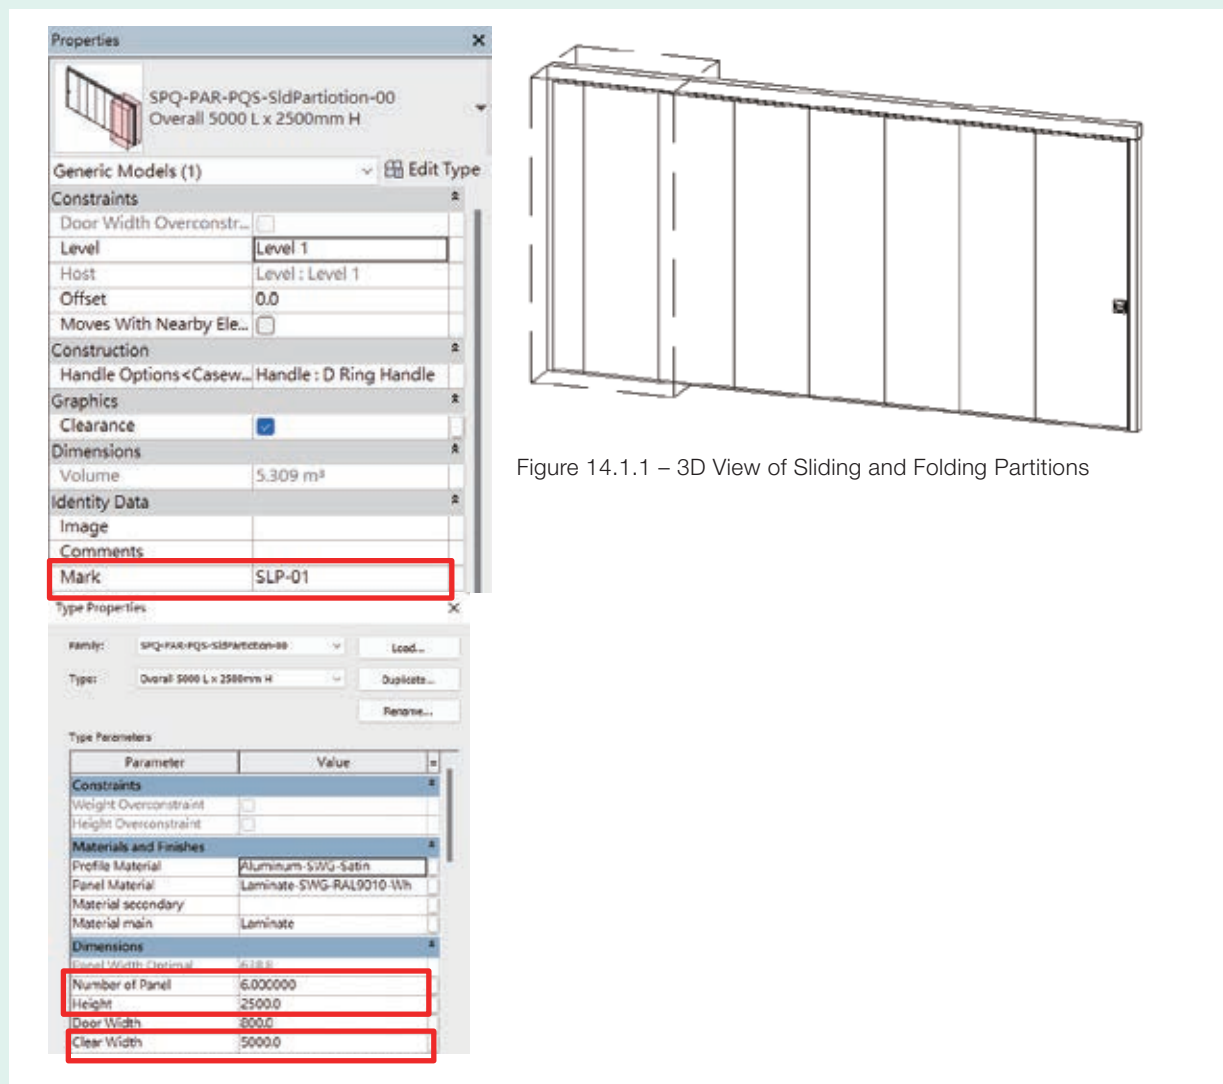 Properties
SPQ-PAR-PQS-SldPartiotion-00
Overall 5000 L x 2500mm H
Generic Models (1) Edit Type
Constraints
Door Width Overconstr...
Level Level 1
Host Level : Level 1
Offset 0.0
Moves With Nearby Ele...
Construction
Handle Options<Casew... Handle : D Ring Handle
Graphics
Clearance
Dimensions
Volume 5.309 m³
Identity Data
Image
Comments
Mark SLP-01
Figure 14.1.1 – 3D View of Sliding and Folding Partitions
Type Properties
Family: SPQ-PAR-PQS-SldPartiotion-00 Load...
Type: Overall 5000 L x 2500mm H Duplicate...
Rename...
Type Parameters
Parameter Value =
Constraints
Weight Overconstraint
Height Overconstraint
Materials and Finishes
Profile Material Aluminum-SWG-Satin
Panel Material Laminate-SWG-RAL9010-Wh
Material secondary
Material main Laminate
Dimensions
Panel Width Optimal 638.8
Number of Panel 6.000000
Height 2500.0
Door Width 800.0
Clear Width 5000.0